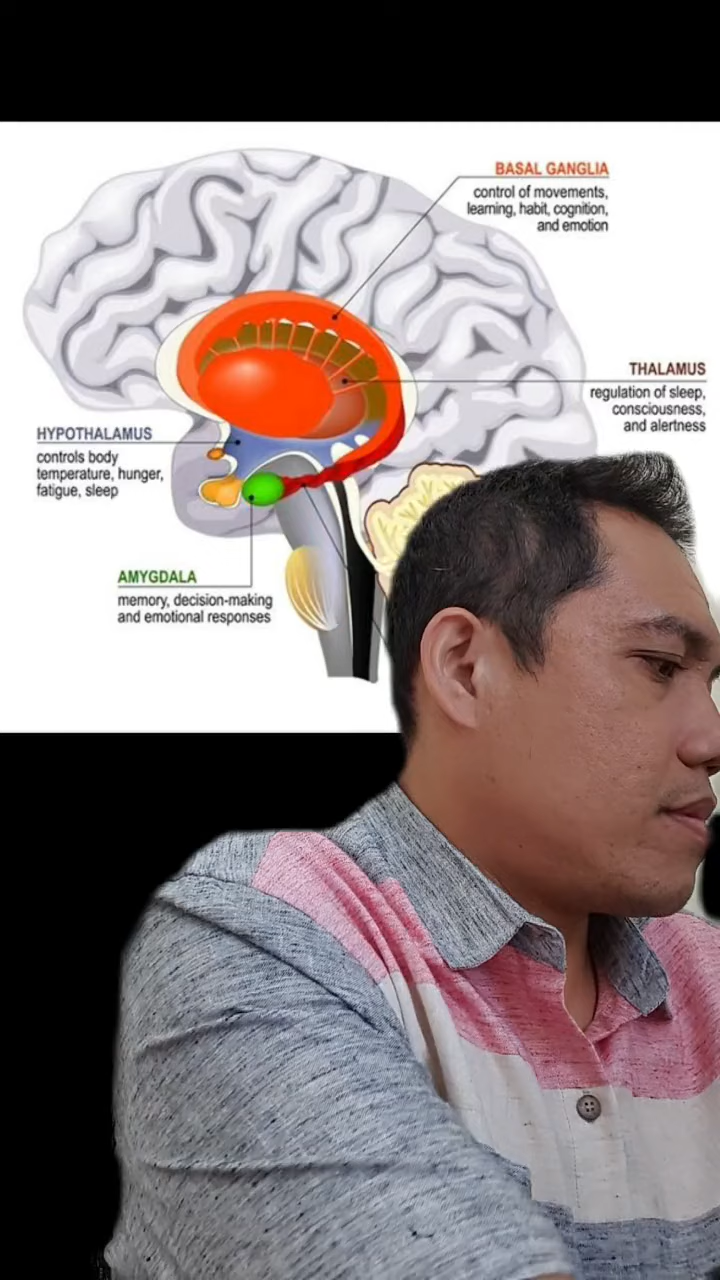 BASAL GANGLIA
control of movements,
learning, habit, cognition,
and emotion
THALAMUS
regulation of sleep,
consciousness,
and alertness
HYPOTHALAMUS
controls body
temperature, hunger,
fatigue, sleep
AMYGDALA
memory, decision-making
and emotional responses